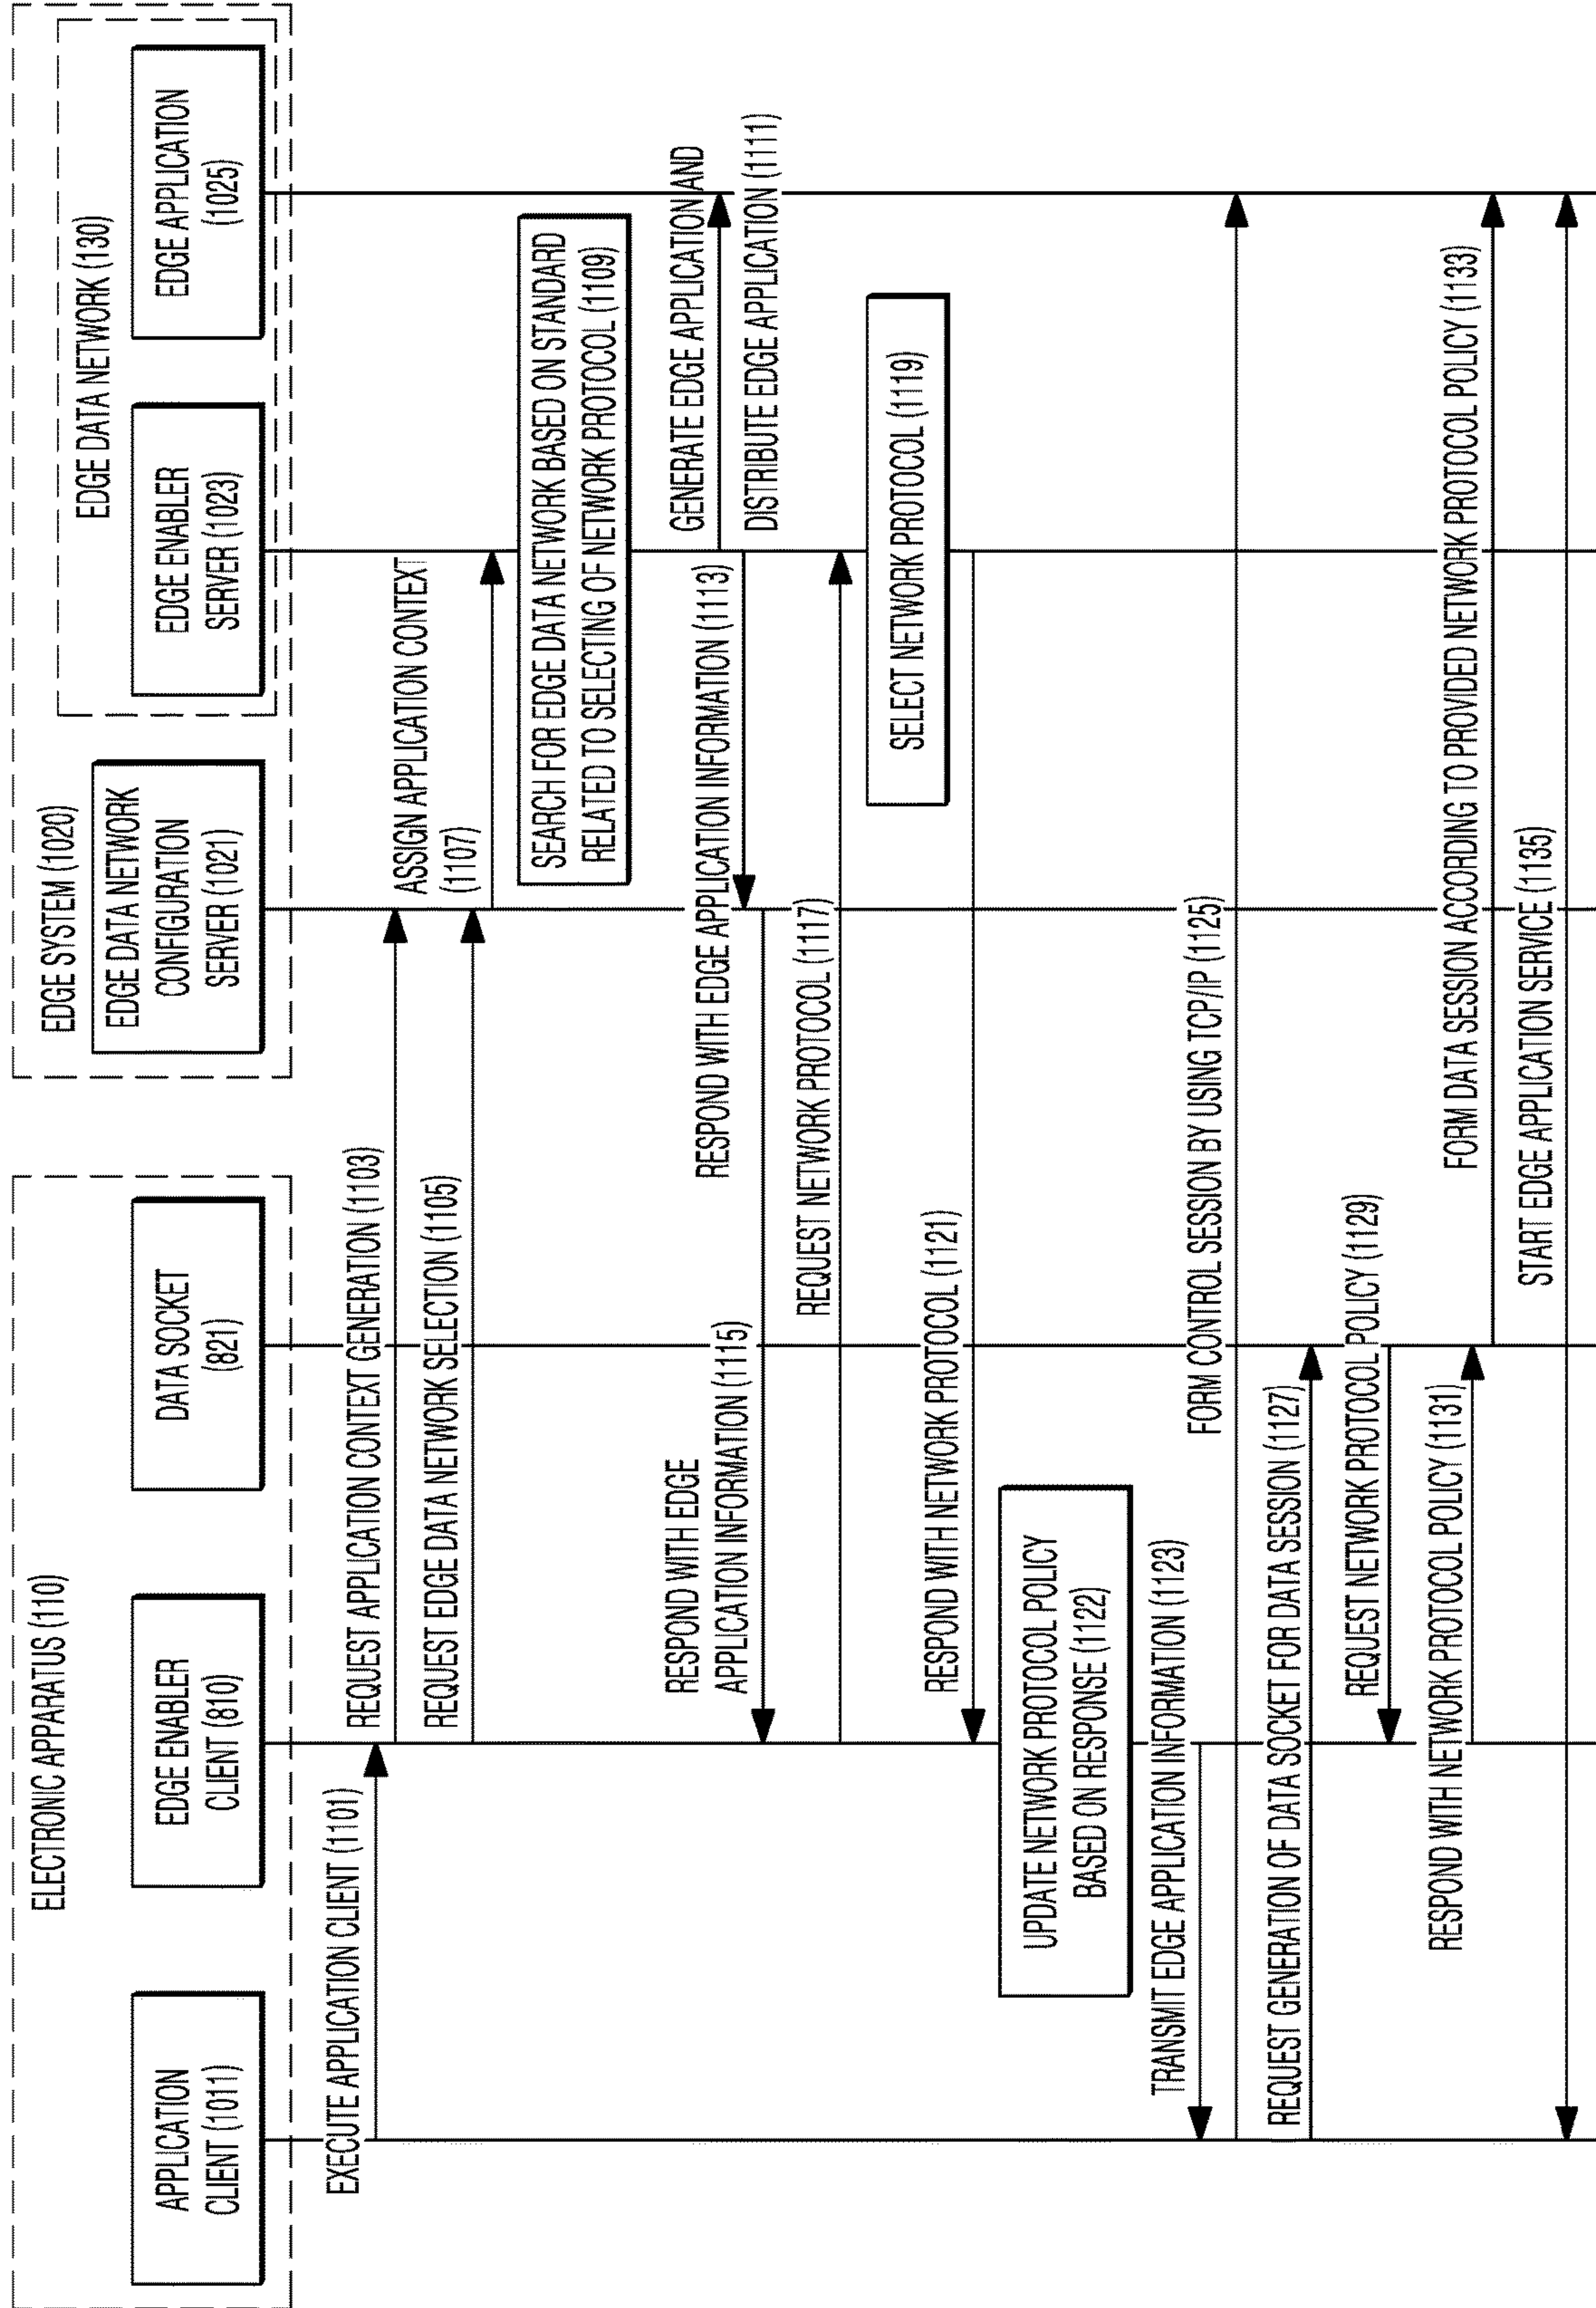 ELECTRONIC APPARATUS (110)
APPLICATION
CLIENT (1011)
EDGE ENABLER
CLIENT (810)
DATA SOCKET
(821)
EDGE SYSTEM (1020)
EDGE DATA NETWORK
CONFIGURATION
SERVER (1021)
EDGE DATA NETWORK (130)
EDGE ENABLER
SERVER (1023)
EDGE APPLICATION
(1025)
EXECUTE APPLICATION CLIENT (1101)
REQUEST APPLICATION CONTEXT GENERATION (1103)
REQUEST EDGE DATA NETWORK SELECTION (1105)
ASSIGN APPLICATION CONTEXT
(1107)
SEARCH FOR EDGE DATA NETWORK BASED ON STANDARD
RELATED TO SELECTING OF NETWORK PROTOCOL (1109)
GENERATE EDGE APPLICATION AND
DISTRIBUTE EDGE APPLICATION (1111)
RESPOND WITH EDGE APPLICATION INFORMATION (1113)
RESPOND WITH EDGE
APPLICATION INFORMATION (1115)
REQUEST NETWORK PROTOCOL (1117)
SELECT NETWORK PROTOCOL (1119)
RESPOND WITH NETWORK PROTOCOL (1121)
UPDATE NETWORK PROTOCOL POLICY
BASED ON RESPONSE (1122)
TRANSMIT EDGE APPLICATION INFORMATION (1123)
FORM CONTROL SESSION BY USING TCP/IP (1125)
REQUEST GENERATION OF DATA SOCKET FOR DATA SESSION (1127)
REQUEST NETWORK PROTOCOL POLICY (1129)
RESPOND WITH NETWORK PROTOCOL POLICY (1131)
FORM DATA SESSION ACCORDING TO PROVIDED NETWORK PROTOCOL POLICY (1133)
START EDGE APPLICATION SERVICE (1135)